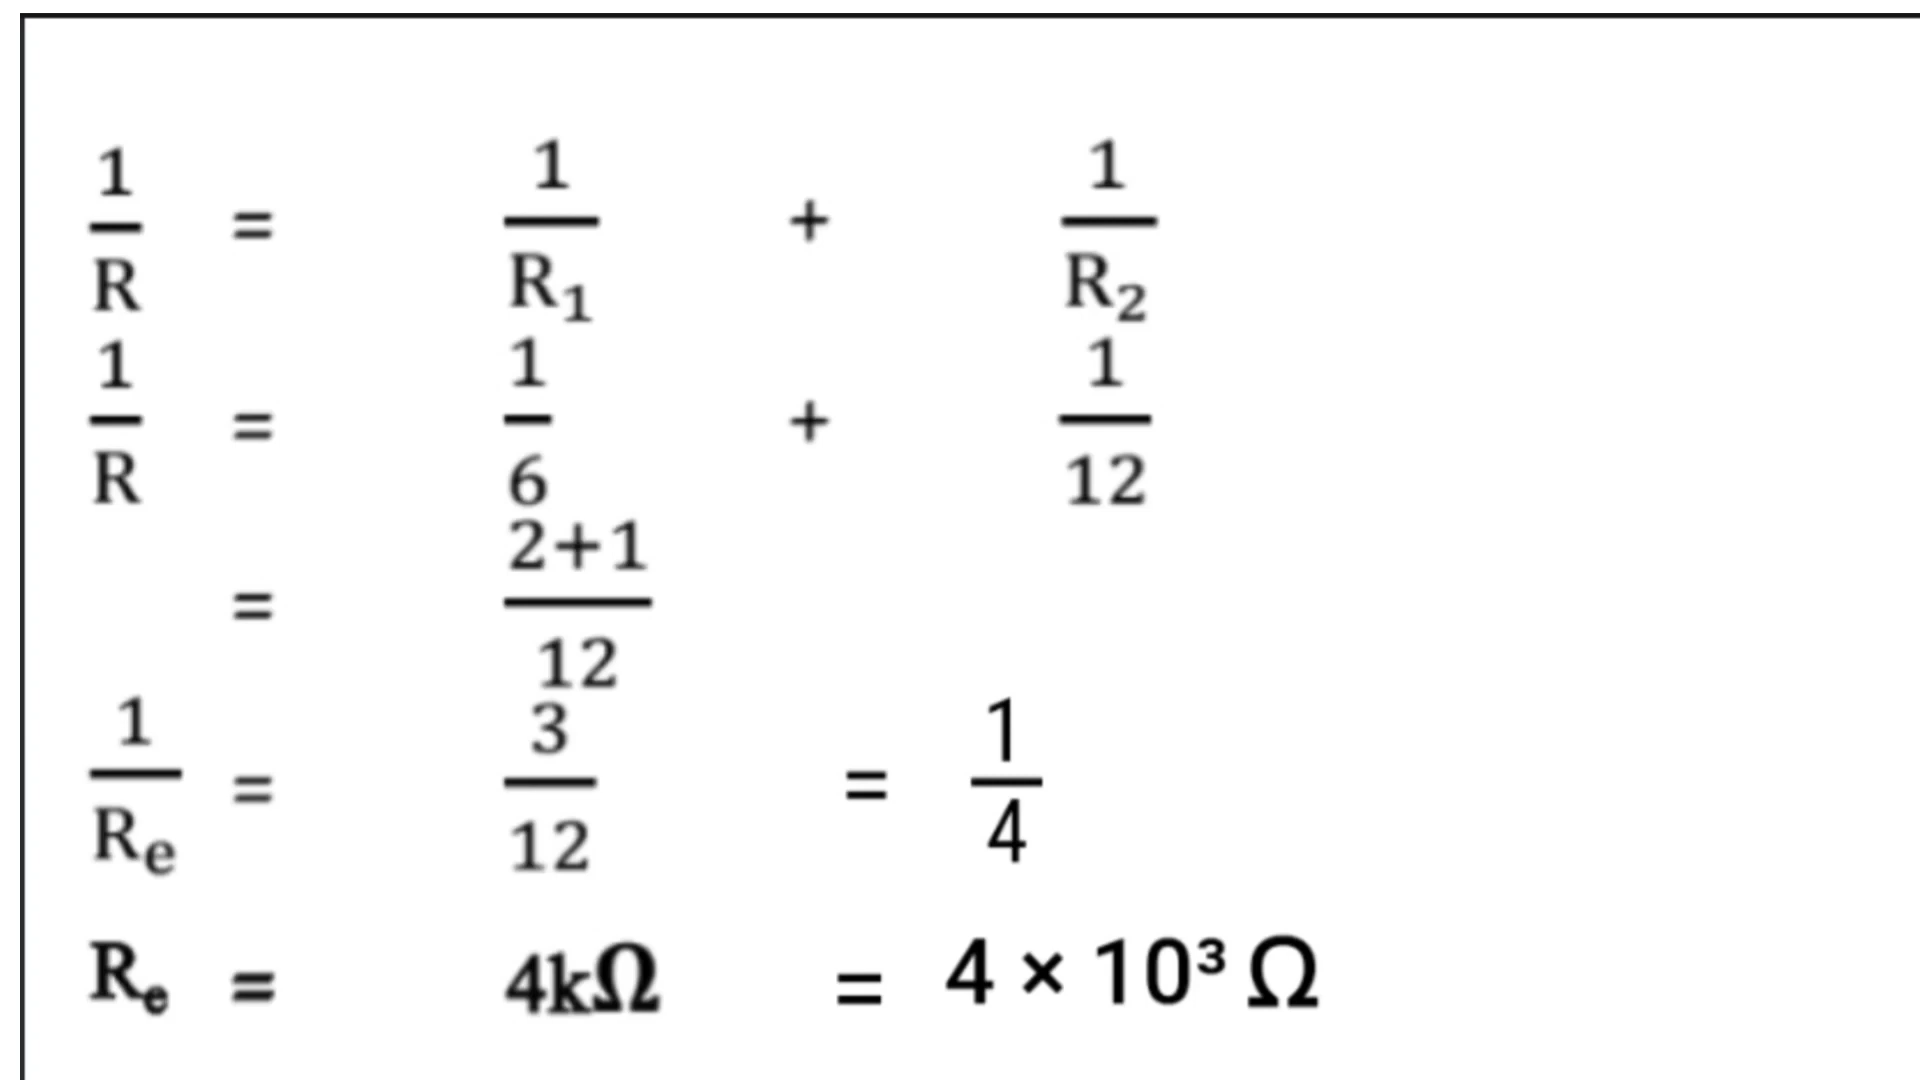 1/R = 1/R₁ + 1/R₂
1/R = 1/6 + 1/12
= 2+1/12
1/Rₑ = 3/12 = 1/4
Rₑ = 4kΩ = 4 × 10³ Ω